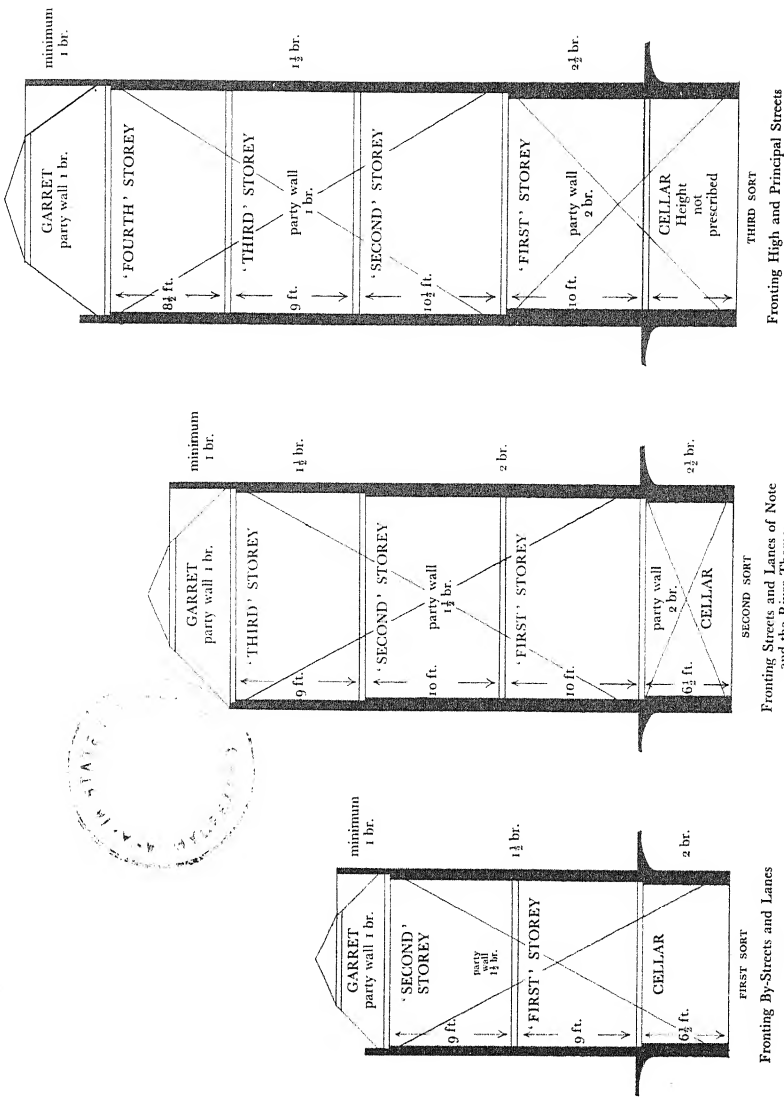 minimum
1 br.
GARRET
party wall 1 br.
'SECOND'
STOREY
9 ft.
party
wall
1½ br.
1½ br.
'FIRST' STOREY
9 ft.
CELLAR
6½ ft.
2 br.
FIRST SORT
Fronting By-Streets and Lanes
minimum
1 br.
GARRET
party wall 1 br.
'THIRD' STOREY
9 ft.
1½ br.
'SECOND' STOREY
10 ft.
party wall
1½ br.
2 br.
'FIRST' STOREY
10 ft.
party wall
2 br.
CELLAR
6½ ft.
2½ br.
SECOND SORT
Fronting Streets and Lanes of Note
and the River
minimum
1 br.
GARRET
party wall 1 br.
'FOURTH' STOREY
8½ ft.
'THIRD' STOREY
9 ft.
party wall
1 br.
1½ br.
'SECOND' STOREY
10½ ft.
'FIRST' STOREY
10 ft.
party wall
2 br.
2½ br.
CELLAR
Height
not
prescribed
THIRD SORT
Fronting High and Principal Streets